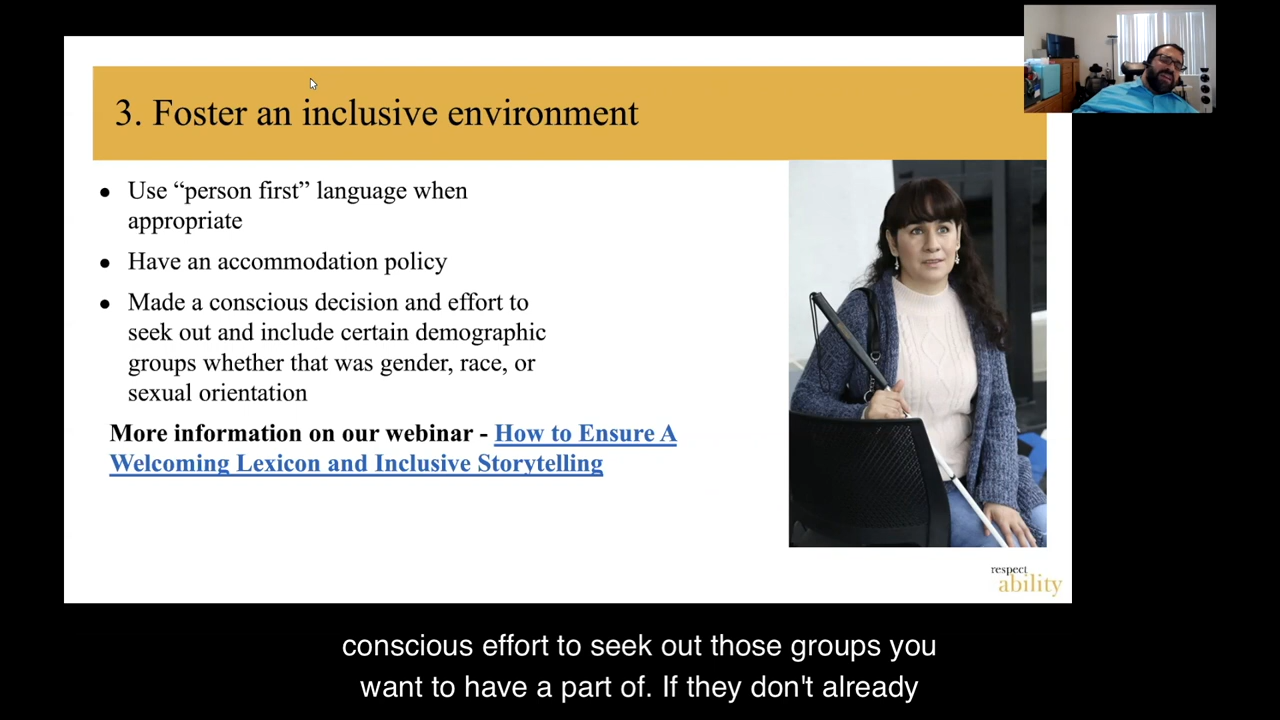 3. Foster an inclusive environment
● Use “person first” language when
appropriate
● Have an accommodation policy
● Made a conscious decision and effort to
seek out and include certain demographic
groups whether that was gender, race, or
sexual orientation
More information on our webinar - How to Ensure A
Welcoming Lexicon and Inclusive Storytelling
respect
ability
conscious effort to seek out those groups you
want to have a part of. If they don't already